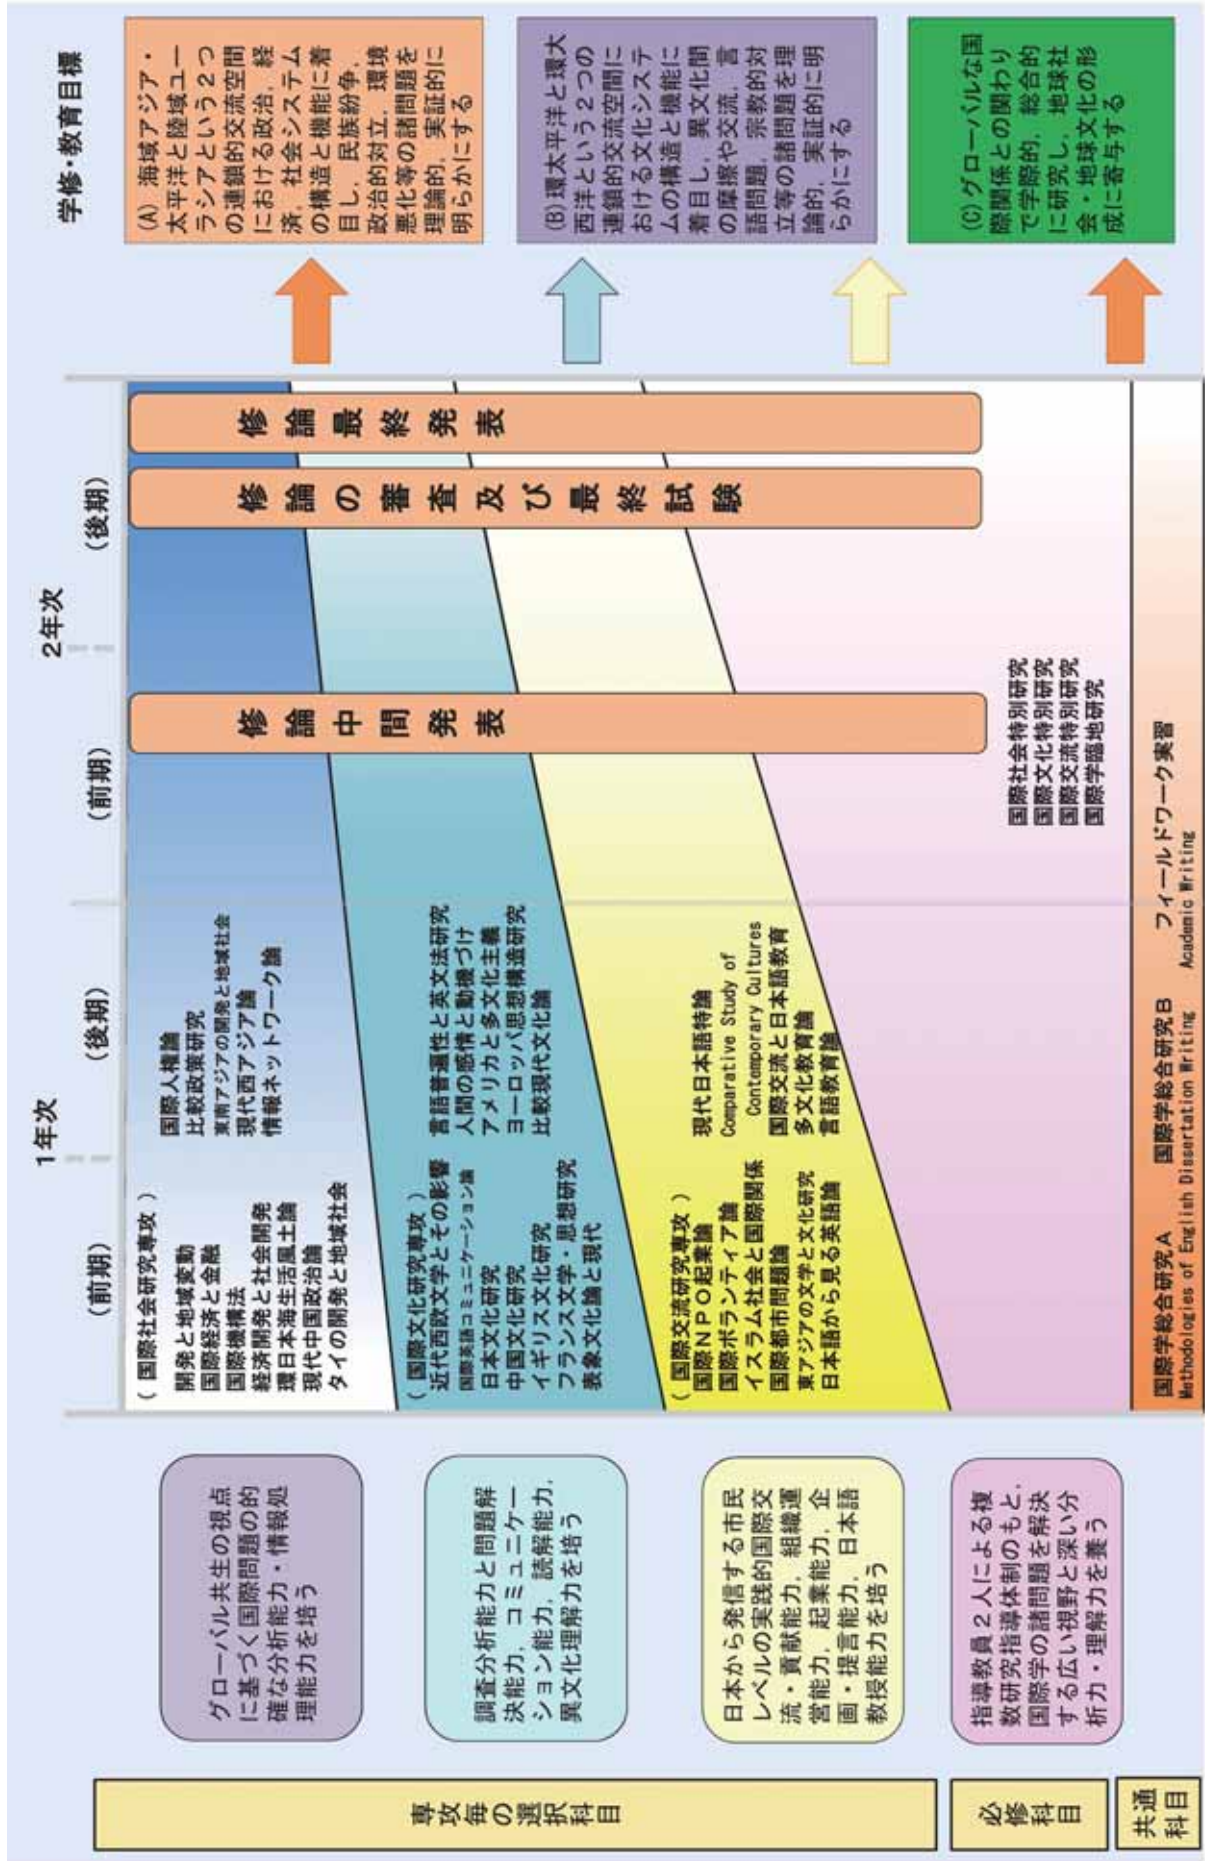 1年次
2年次
学修・教育目標
(前期)
(後期)
(前期)
(後期)
専攻毎の選択科目
グローバル共生の視点
に基づく国際問題の的
確な分析能力・情報処
理能力を培う
(国際社会研究専攻)
開発と地域変動
国際経済と金融
国際機構法
経済開発と社会開発
環日本海生活風土論
現代中国政治論
タイの開発と地域社会
国際人権論
比較政策研究
東南アジアの開発と地域社会
現代西アジア論
情報ネットワーク論
調査分析能力と問題解
決能力，コミュニケー
ション能力，読解能力，
異文化理解力を培う
(国際文化研究専攻)
近代西欧文学とその影響
国際英語コミュニケーション論
日本文化研究
中国文化研究
イギリス文化研究
フランス文学・思想研究
表象文化論と現代
言語普遍性と英文法研究
人間の感情と動機づけ
アメリカと多文化主義
ヨーロッパ思想構造研究
比較現代文化論
日本から発信する市民
レベルの実践的国際交
流・貢献能力，組織運
営能力，起業能力，企
画・提言能力，日本語
教授能力を培う
(国際交流研究専攻)
国際ＮＰＯ起業論
国際ボランティア論
イスラム社会と国際関係
国際都市問題論
東アジアの文学と文化研究
日本語から見る英語論
現代日本語特論
Comparative Study of
Contemporary Cultures
国際交流と日本語教育
多文化教育論
言語教育論
修論中間発表
修論の審査及び最終試験
修論最終発表
必修科目
指導教員２人による複
数研究指導体制のもと，
国際学の諸問題を解決
する広い視野と深い分
析力・理解力を養う
国際社会特別研究
国際文化特別研究
国際交流特別研究
国際学臨地研究
共通科目
国際学総合研究Ａ 国際学総合研究Ｂ フィールドワーク実習
Methodologies of English Dissertation Writing Academic Writing
(A) 海域アジア・
太平洋と陸域ユー
ラシアという２つ
の連鎖的交流空間
における政治，経
済，社会システム
の構造と機能に着
目し，民族紛争，
政治的対立，環境
悪化等の諸問題を
理論的，実証的に
明らかにする
(B)環太平洋と環大
西洋という２つの
連鎖的交流空間に
おける文化システ
ムの構造と機能に
着目し，異文化間
の摩擦や交流，言
語問題，宗教的対
立等の諸問題を理
論的，実証的に明
らかにする
(C)グローバルな国
際関係との関わり
で学際的，総合的
に研究し，地球社
会・地球文化の形
成に寄与する